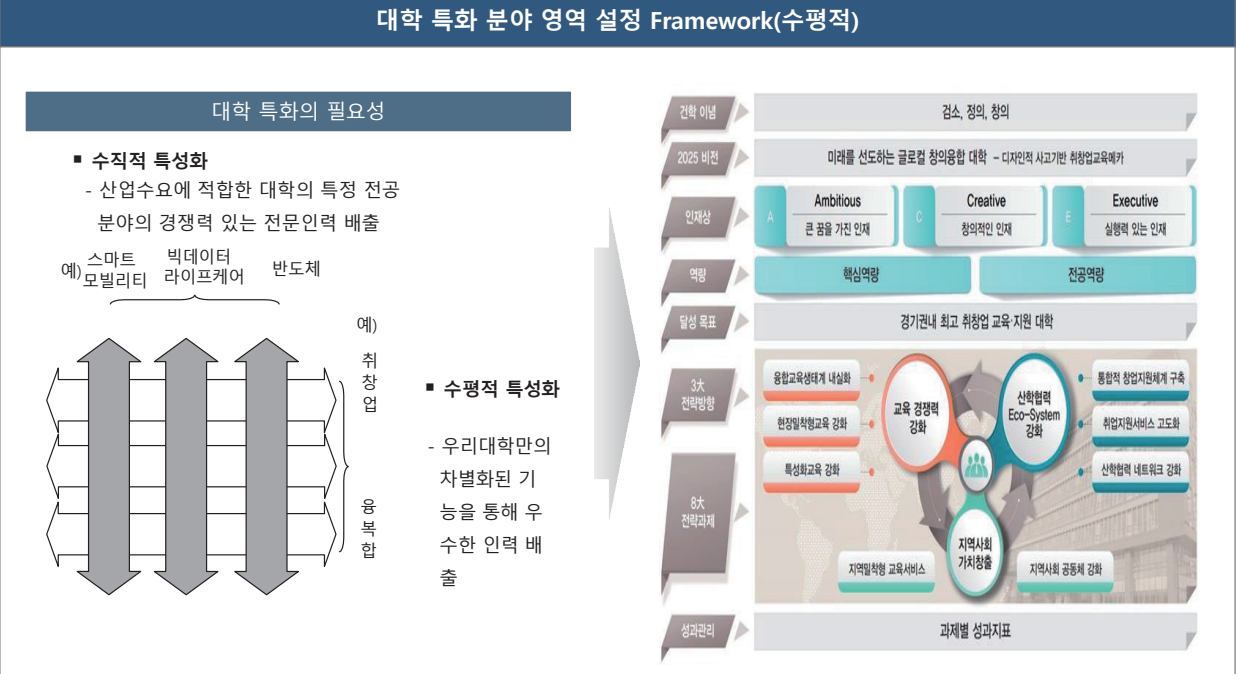 대학 특화 분야 영역 설정 Framework(수평적)
대학 특화의 필요성
▪ 수직적 특성화
- 산업수요에 적합한 대학의 특정 전공
분야의 경쟁력 있는 전문인력 배출
예)
스마트
모빌리티
빅데이터
라이프케어
반도체
예)
취
창
업
융
복
합
▪ 수평적 특성화
- 우리대학만의
차별화된 기
능을 통해 우
수한 인력 배
출
건학 이념
검소, 정의, 창의
2025 비전
미래를 선도하는 글로컬 창의융합 대학 - 디자인적 사고기반 취창업교육메카
인재상
A
Ambitious
큰 꿈을 가진 인재
C
Creative
창의적인 인재
E
Executive
실행력 있는 인재
역량
핵심역량
전공역량
달성 목표
경기권내 최고 취창업 교육·지원 대학
3大
전략방향
8大
전략과제
융합교육생태계 내실화
현장밀착형교육 강화
특성화교육 강화
교육 경쟁력
강화
산학협력
Eco-System
강화
통합적 창업지원체계 구축
취업지원서비스 고도화
산학협력 네트워크 강화
지역사회
가치창출
지역밀착형 교육서비스
지역사회 공동체 강화
성과관리
과제별 성과지표